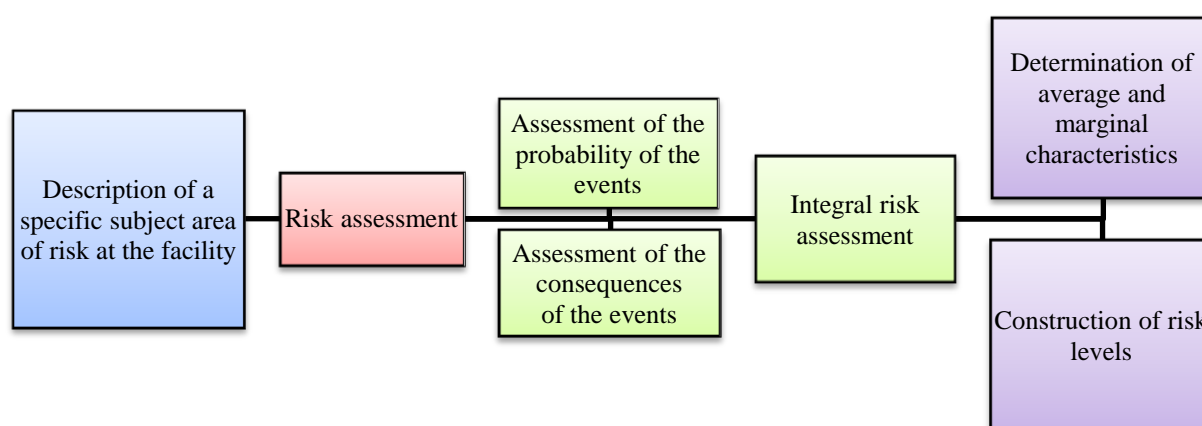 Description of a
specific subject area
of risk at the facility
Risk assessment
Assessment of the
probability of the
events
Assessment of the
consequences
of the events
Integral risk
assessment
Determination of
average and
marginal
characteristics
Construction of risk
levels